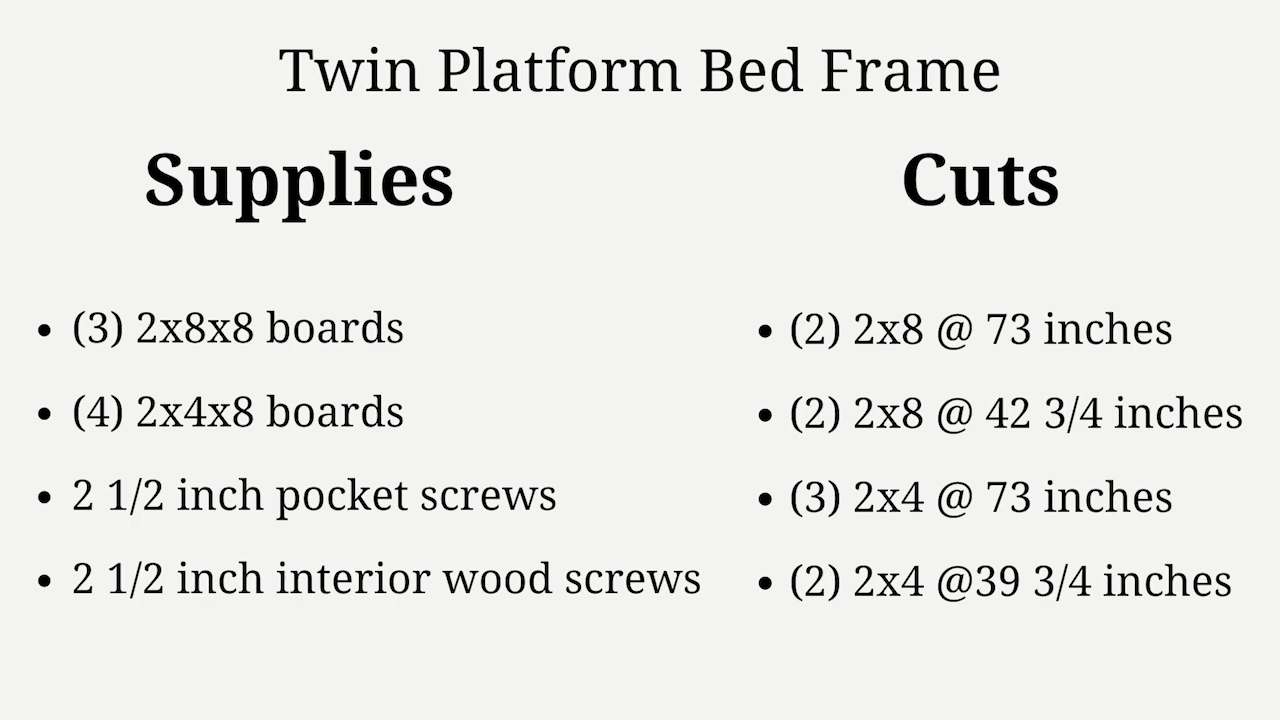 Twin Platform Bed Frame
Supplies
• (3) 2x8x8 boards
• (4) 2x4x8 boards
• 2 1/2 inch pocket screws
• 2 1/2 inch interior wood screws
Cuts
• (2) 2x8 @ 73 inches
• (2) 2x8 @ 42 3/4 inches
• (3) 2x4 @ 73 inches
• (2) 2x4 @39 3/4 inches